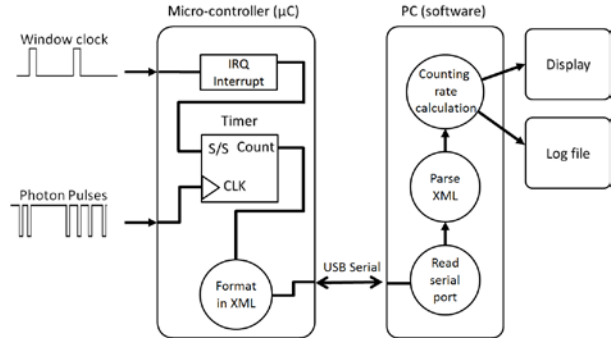 Micro-controller (µC)
PC (software)
Window clock
IRQ
Interrupt
Counting
rate
calculation
Display
Timer
S/S Count
CLK
Log file
Photon Pulses
Parse
XML
USB Serial
Format
in XML
Read
serial
port